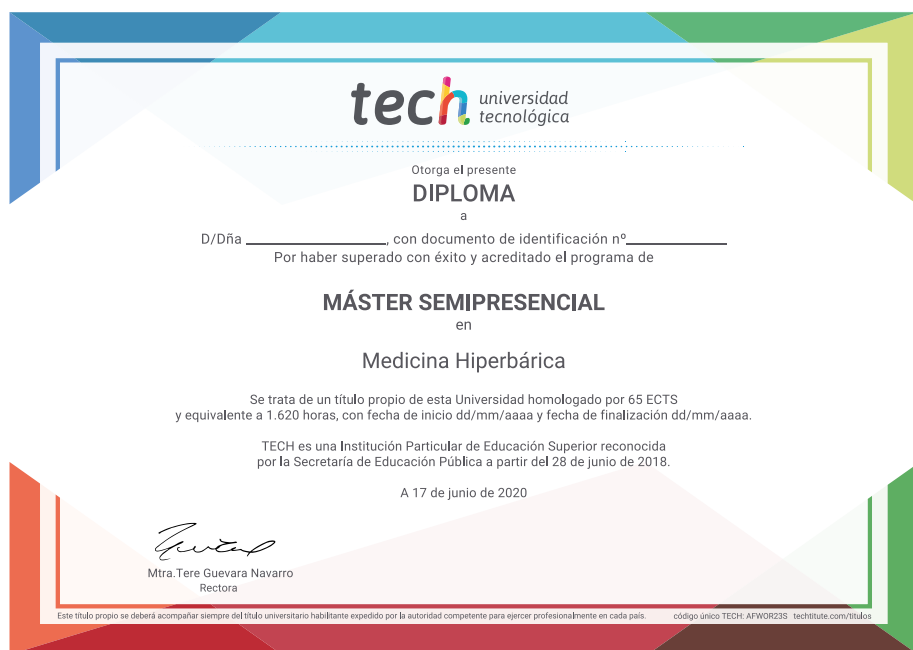 tech universidad
tecnológica
Otorga el presente
DIPLOMA
a
D/Dña ____________________, con documento de identificación nº______________
Por haber superado con éxito y acreditado el programa de
MÁSTER SEMIPRESENCIAL
en
Medicina Hiperbárica
Se trata de un título propio de esta Universidad homologado por 65 ECTS
y equivalente a 1.620 horas, con fecha de inicio dd/mm/aaaa y fecha de finalización dd/mm/aaaa.
TECH es una Institución Particular de Educación Superior reconocida
por la Secretaría de Educación Pública a partir del 28 de junio de 2018.
A 17 de junio de 2020
Mtra.Tere Guevara Navarro
Rectora
Este título propio se deberá acompañar siempre del título universitario habilitante expedido por la autoridad competente para ejercer profesionalmente en cada país. código único TECH: AFWOR23S techtitute.com/titulos